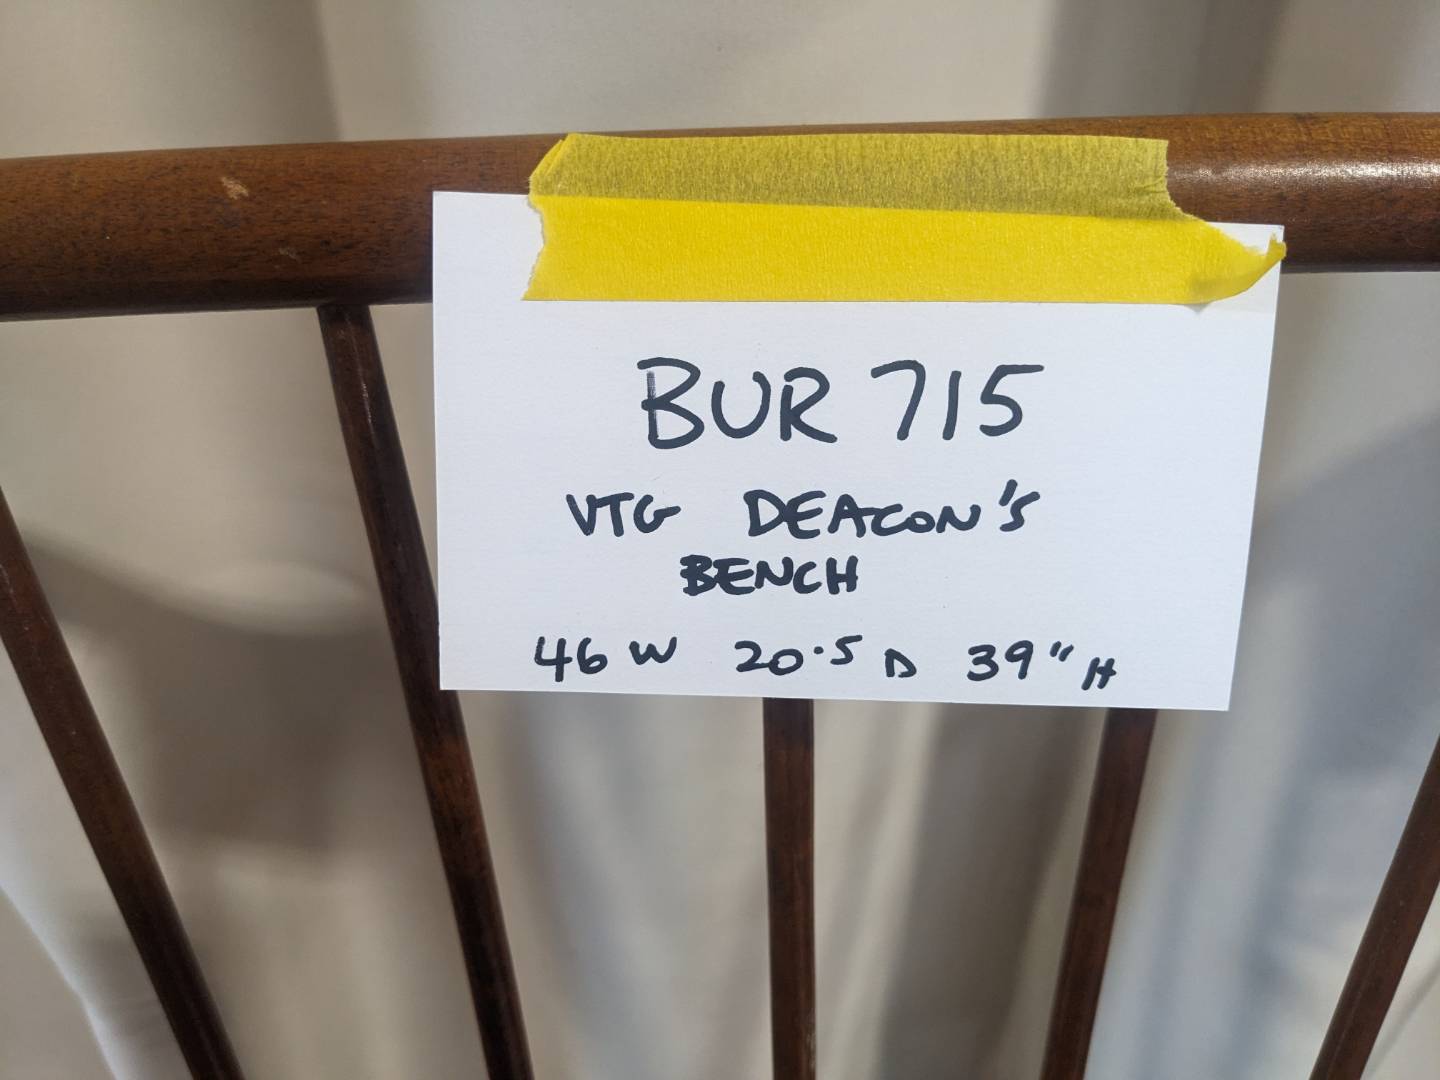 BUR 715
VTG DEACON'S
BENCH
46 W 20.5 D 39" H